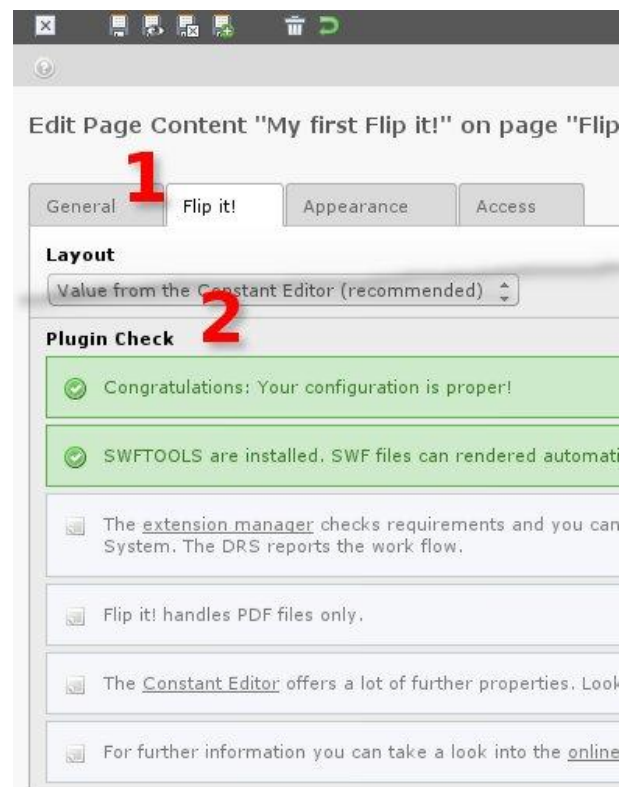 Edit Page Content "My first Flip it!" on page "Flip
1
General Flip it! Appearance Access
Layout
Value from the Constant Editor (recommended)
2
Plugin Check
Congratulations: Your configuration is proper!
SWFTOOLS are installed. SWF files can rendered automati
The extension manager checks requirements and you can
System. The DRS reports the work flow.
Flip it! handles PDF files only.
The Constant Editor offers a lot of further properties. Look
For further information you can take a look into the online